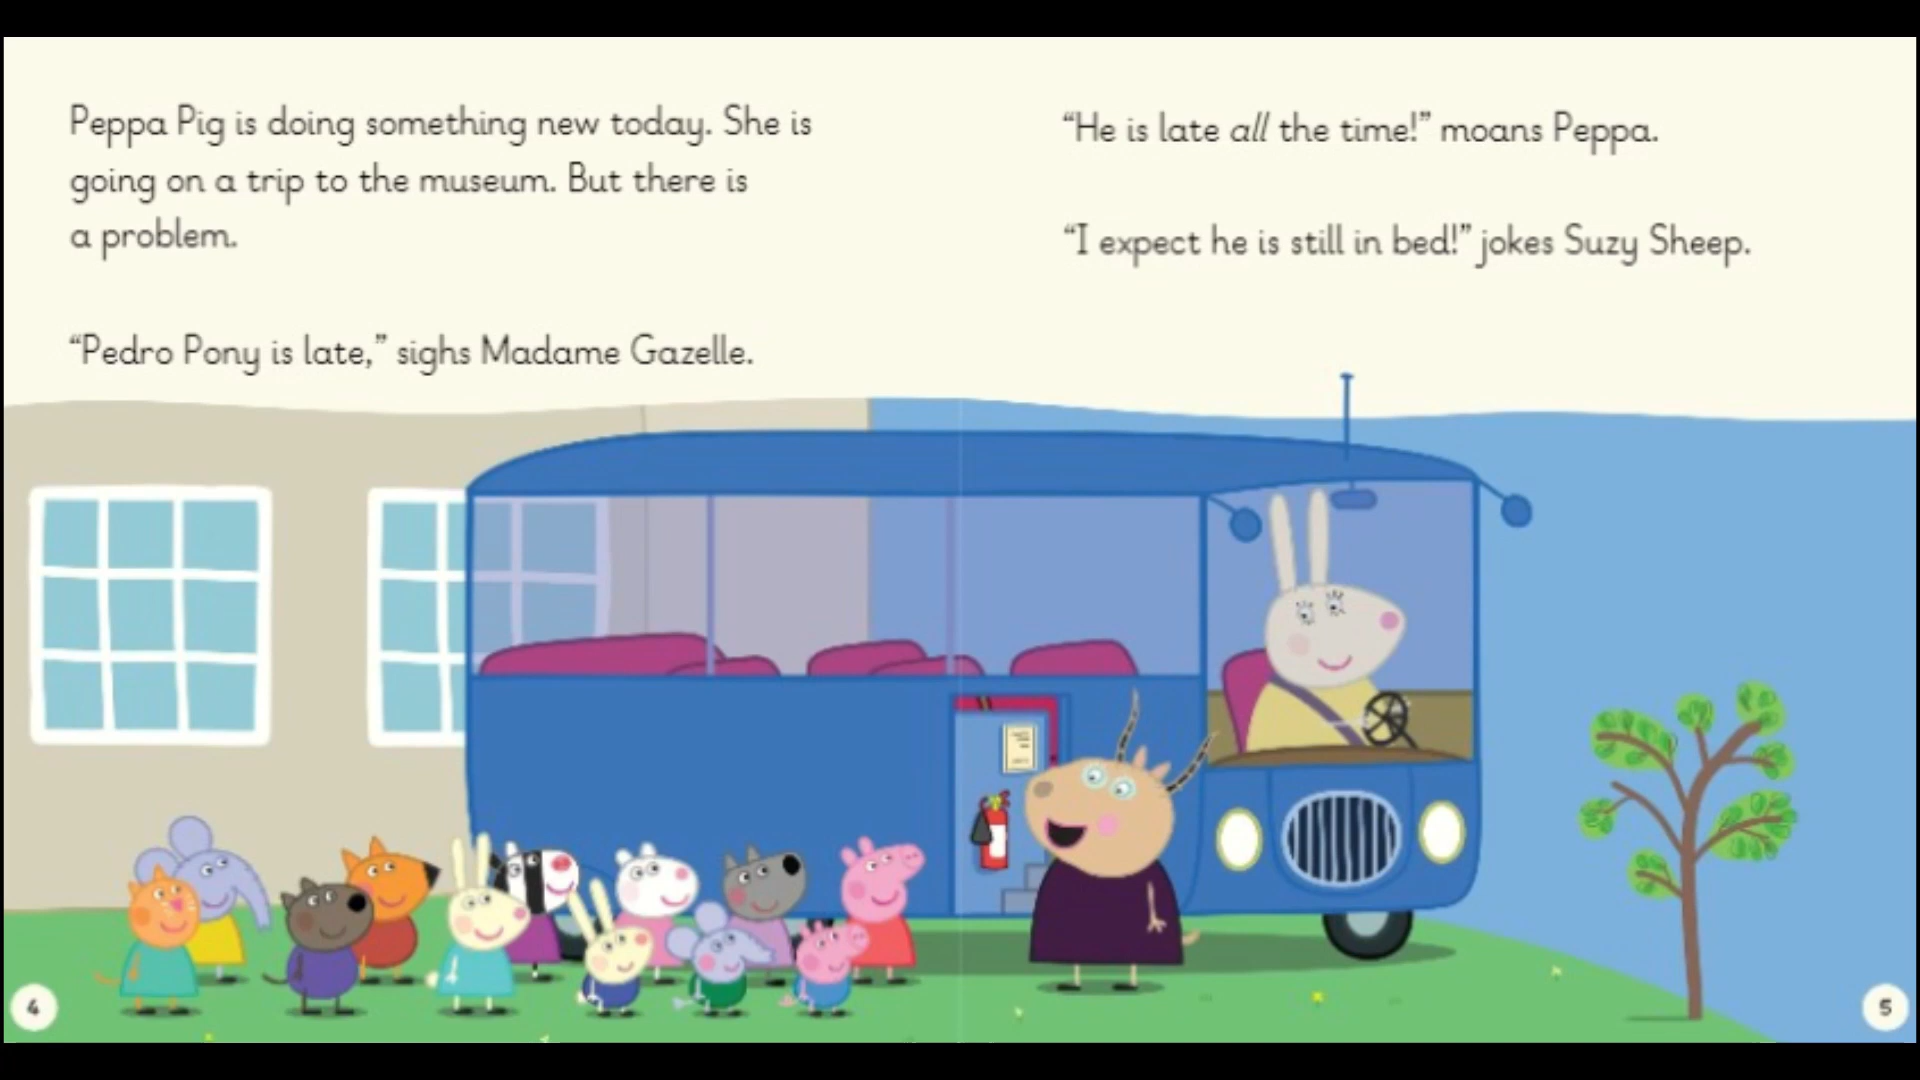 Peppa Pig is doing something new today. She is
going on a trip to the museum. But there is
a problem.
“Pedro Pony is late,” sighs Madame Gazelle.
“He is late all the time!” moans Peppa.
“I expect he is still in bed!” jokes Suzy Sheep.
4
5